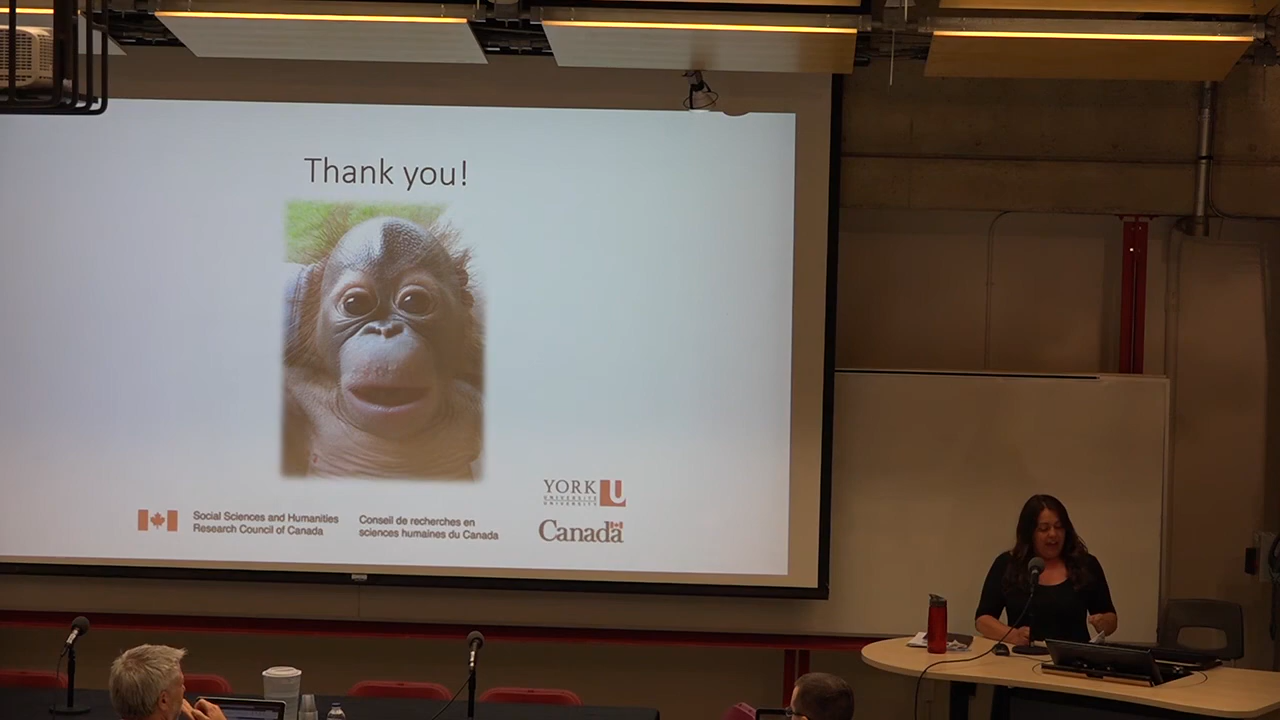 Thank you!
Social Sciences and Humanities
Research Council of Canada
Conseil de recherches en
sciences humaines du Canada
YORK U
UNIVERSITÉ
UNIVERSITY
Canada